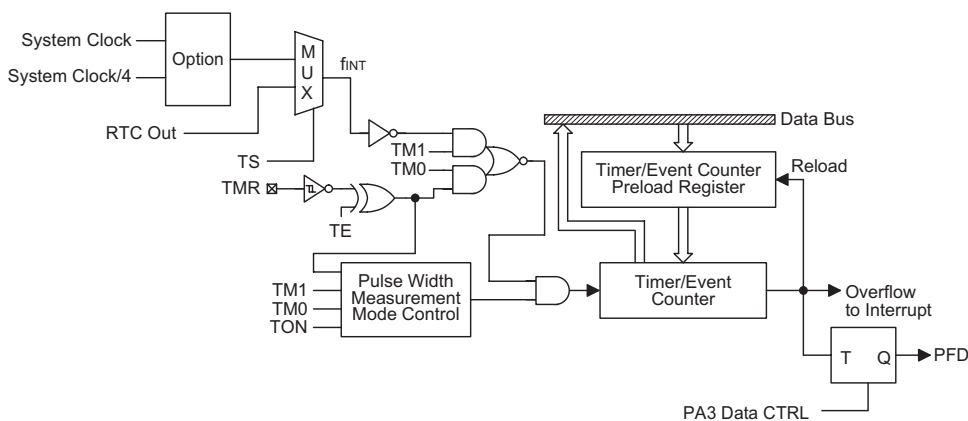 System Clock
System Clock/4
Option
M
U
X
fINT
RTC Out
TS
TM1
TM0
TMR
TE
Data Bus
Timer/Event Counter
Preload Register
Reload
TM1
TM0
TON
Pulse Width
Measurement
Mode Control
Timer/Event
Counter
Overflow
to Interrupt
T
Q
PFD
PA3 Data CTRL